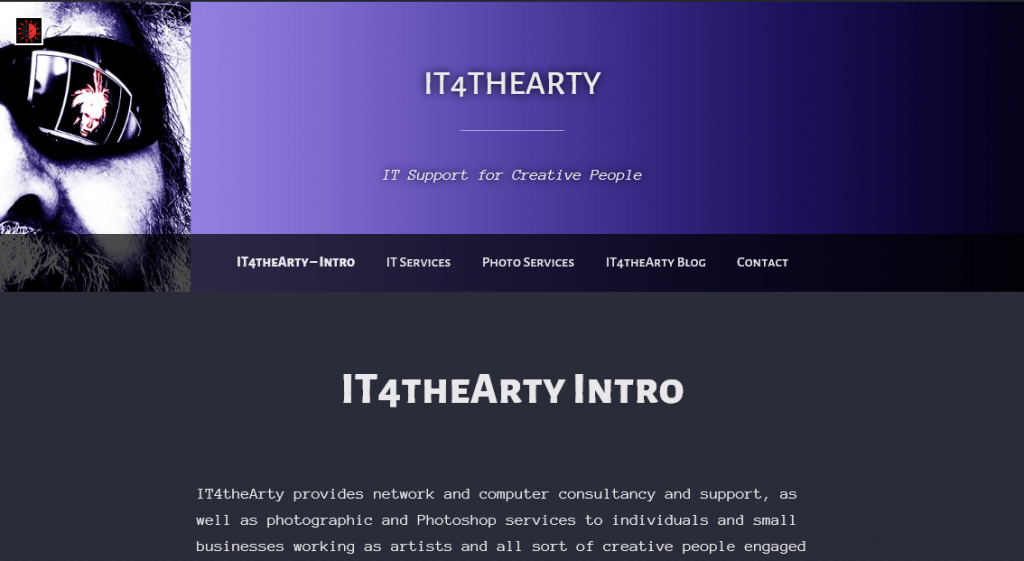 IT4THEARTY
IT Support for Creative People
IT4theArty – Intro IT Services Photo Services IT4theArty Blog Contact
IT4theArty Intro
IT4theArty provides network and computer consultancy and support, as
well as photographic and Photoshop services to individuals and small
businesses working as artists and all sort of creative people engaged